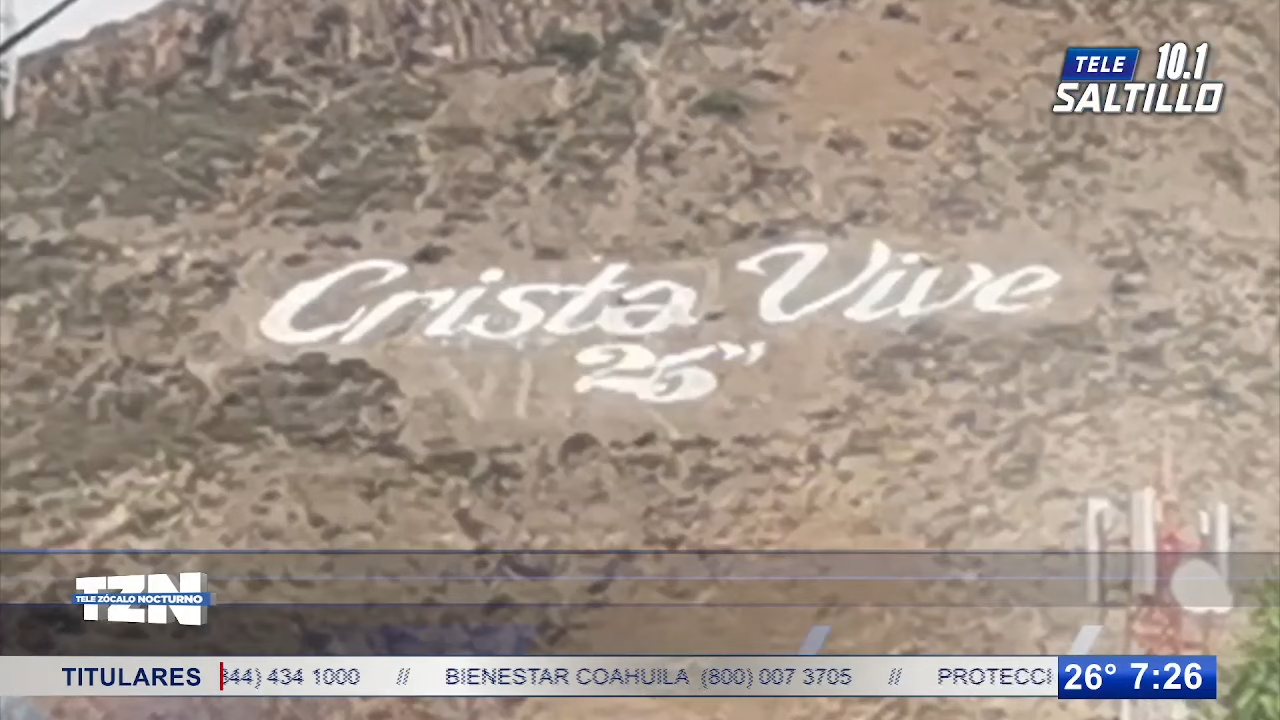 TELE 10.1
SALTILLO
Crista Vive
25"
TZN
TELE ZÓCALO NOCTURNO
TITULARES 344) 434 1000 // BIENESTAR COAHUILA (800) 007 3705 // PROTECCI 26° 7:26